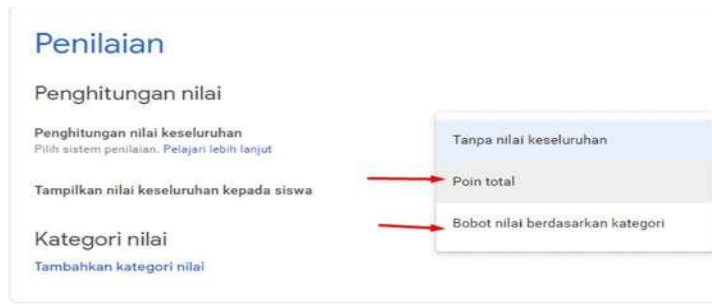 Penilaian
Penghitungan nilai
Penghitungan nilai keseluruhan
Pilih sistem penilaian. Pelajari lebih lanjut
Tampilkan nilai keseluruhan kepada siswa
Kategori nilai
Tambahkan kategori nilai
Tanpa nilai keseluruhan
Poin total
Bobot nilai berdasarkan kategori